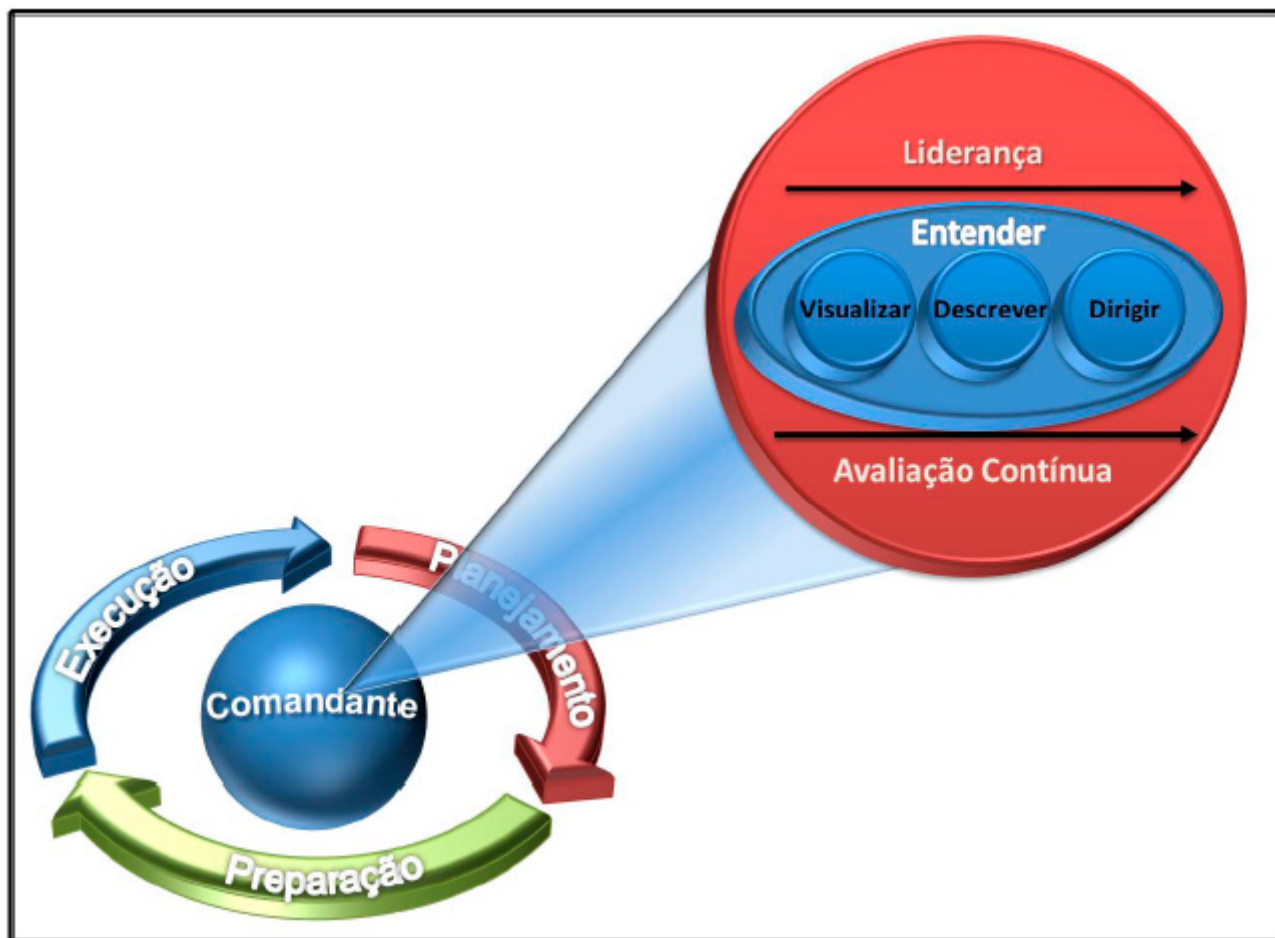 Liderança
Entender
Visualizar Descrever Dirigir
Avaliação Contínua
Execução
Planejamento
Comandante
Preparação